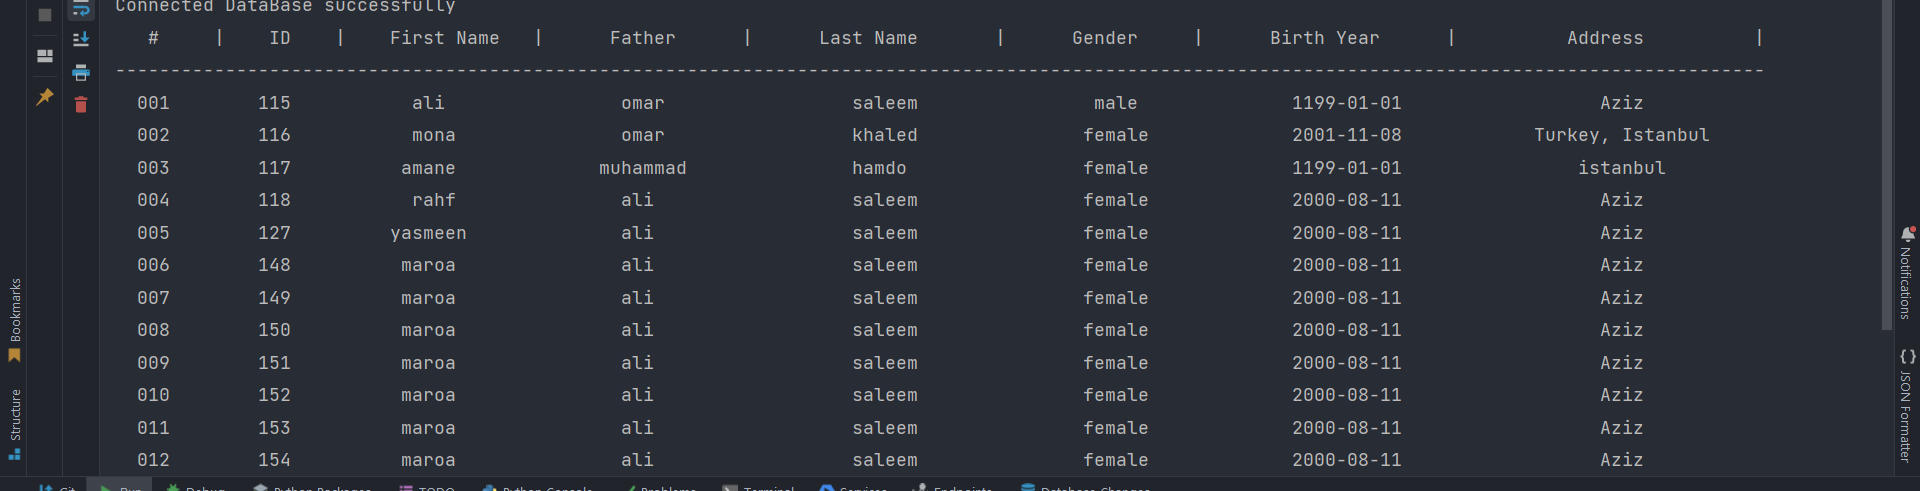 Connected DataBase successfully
# | ID | First Name | Father | Last Name | Gender | Birth Year | Address |
------------------------------------------------------------------------------------------------------------------------------------------------------
001 115 ali omar saleem male 1199-01-01 Aziz
002 116 mona omar khaled female 2001-11-08 Turkey, Istanbul
003 117 amane muhammad hamdo female 1199-01-01 istanbul
004 118 rahf ali saleem female 2000-08-11 Aziz
005 127 yasmeen ali saleem female 2000-08-11 Aziz
006 148 maroa ali saleem female 2000-08-11 Aziz
007 149 maroa ali saleem female 2000-08-11 Aziz
008 150 maroa ali saleem female 2000-08-11 Aziz
009 151 maroa ali saleem female 2000-08-11 Aziz
010 152 maroa ali saleem female 2000-08-11 Aziz
011 153 maroa ali saleem female 2000-08-11 Aziz
012 154 maroa ali saleem female 2000-08-11 Aziz
Bookmarks
Structure
Notifications
{} JSON Formatter
Git Run Debug Python Packages TODO Python Console Problems Terminal Services Endpoints Database Changes